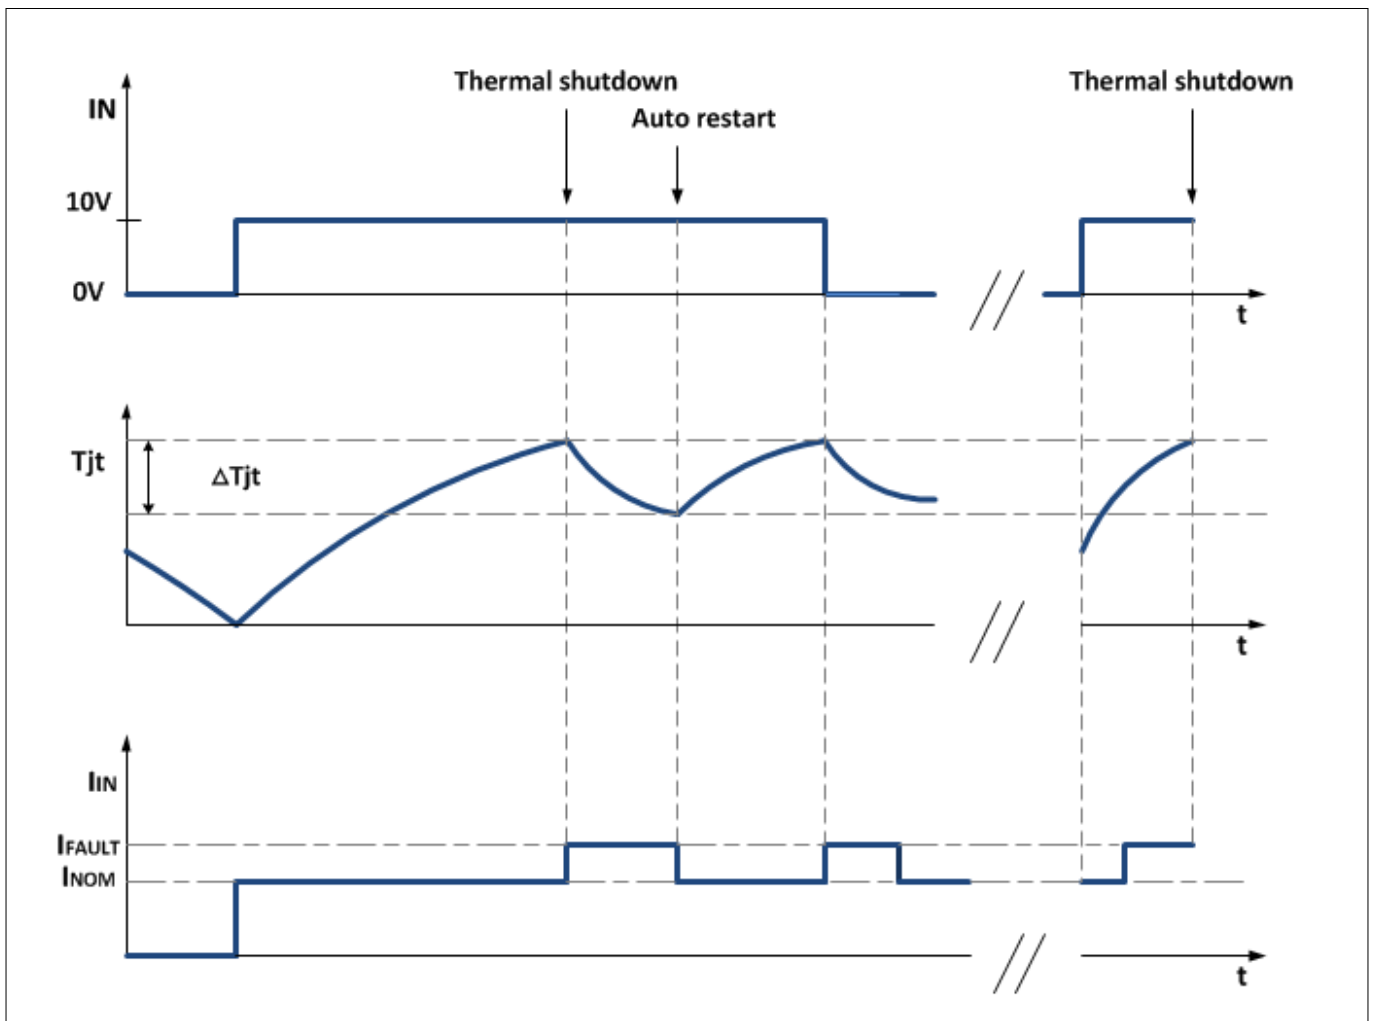 Thermal shutdown
Thermal shutdown
IN
Auto restart
10V
0V
t
Tjt
ΔTjt
t
IIN
IFAULT
INOM
t